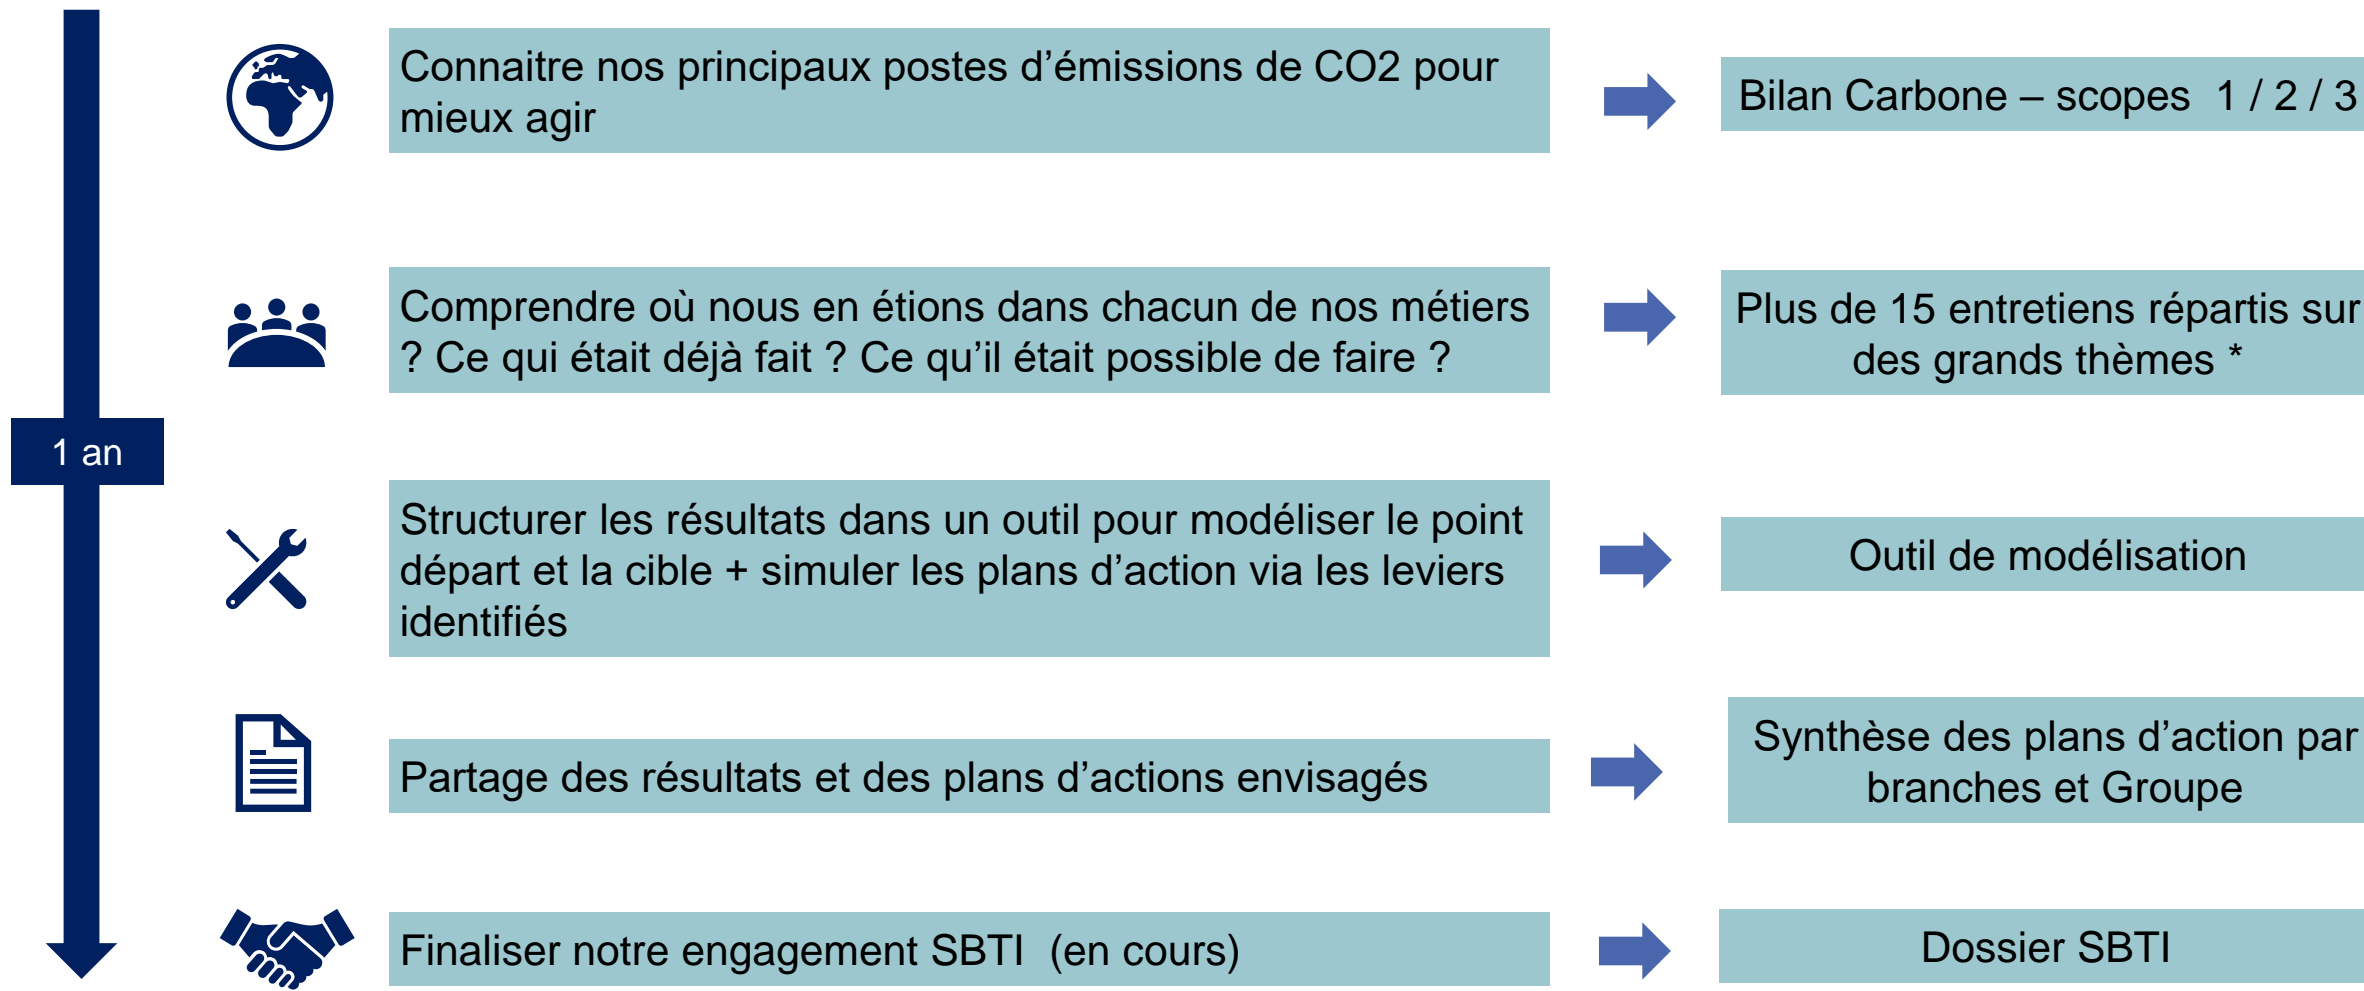 Connaitre nos principaux postes d’émissions de CO2 pour
mieux agir
Bilan Carbone – scopes  1 / 2 / 3
Comprendre où nous en étions dans chacun de nos métiers
? Ce qui était déjà fait ? Ce qu’il était possible de faire ?
Plus de 15 entretiens répartis sur
des grands thèmes *
1 an
Structurer les résultats dans un outil pour modéliser le point
départ et la cible + simuler les plans d’action via les leviers
identifiés
Outil de modélisation
Partage des résultats et des plans d’actions envisagés
Synthèse des plans d’action par
branches et Groupe
Finaliser notre engagement SBTI  (en cours)
Dossier SBTI